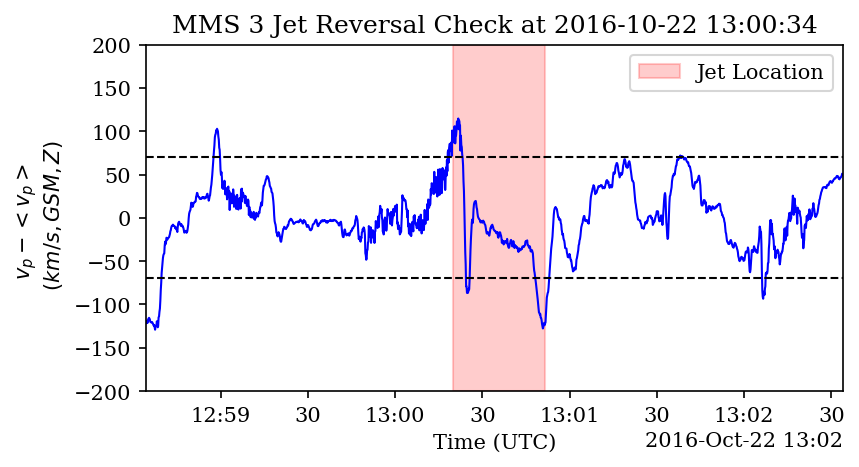 MMS 3 Jet Reversal Check at 2016-10-22 13:00:34
v_p − < v_p >
(km/s, GSM, Z)
200
150
100
50
0
−50
−100
−150
−200
Jet Location
12:59 30 13:00 30 13:01 30 13:02 30
Time (UTC)
2016-Oct-22 13:02